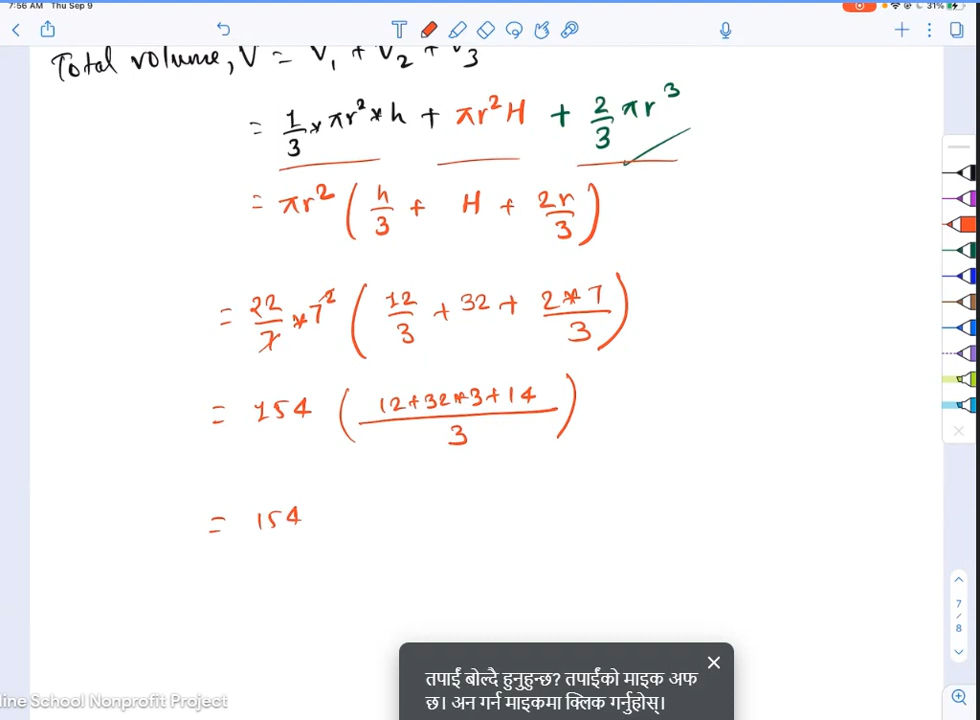 7:56 AM Thu Sep 9
31%
Total volume, V = V₁ + V₂ + V₃
= 1/3 * πr² * h + πr²H + 2/3 πr³
= πr² ( h/3 + H + 2r/3 )
= 22/7 * 7² ( 12/3 + 32 + 2*7/3 )
= 154 ( 12+32*3+14 / 3 )
= 154
7
/
8
तपाईँ बोल्दै हुनुहुन्छ? तपाईँको माइक अफ
छ। अन गर्न माइकमा क्लिक गर्नुहोस्।
line School Nonprofit Project